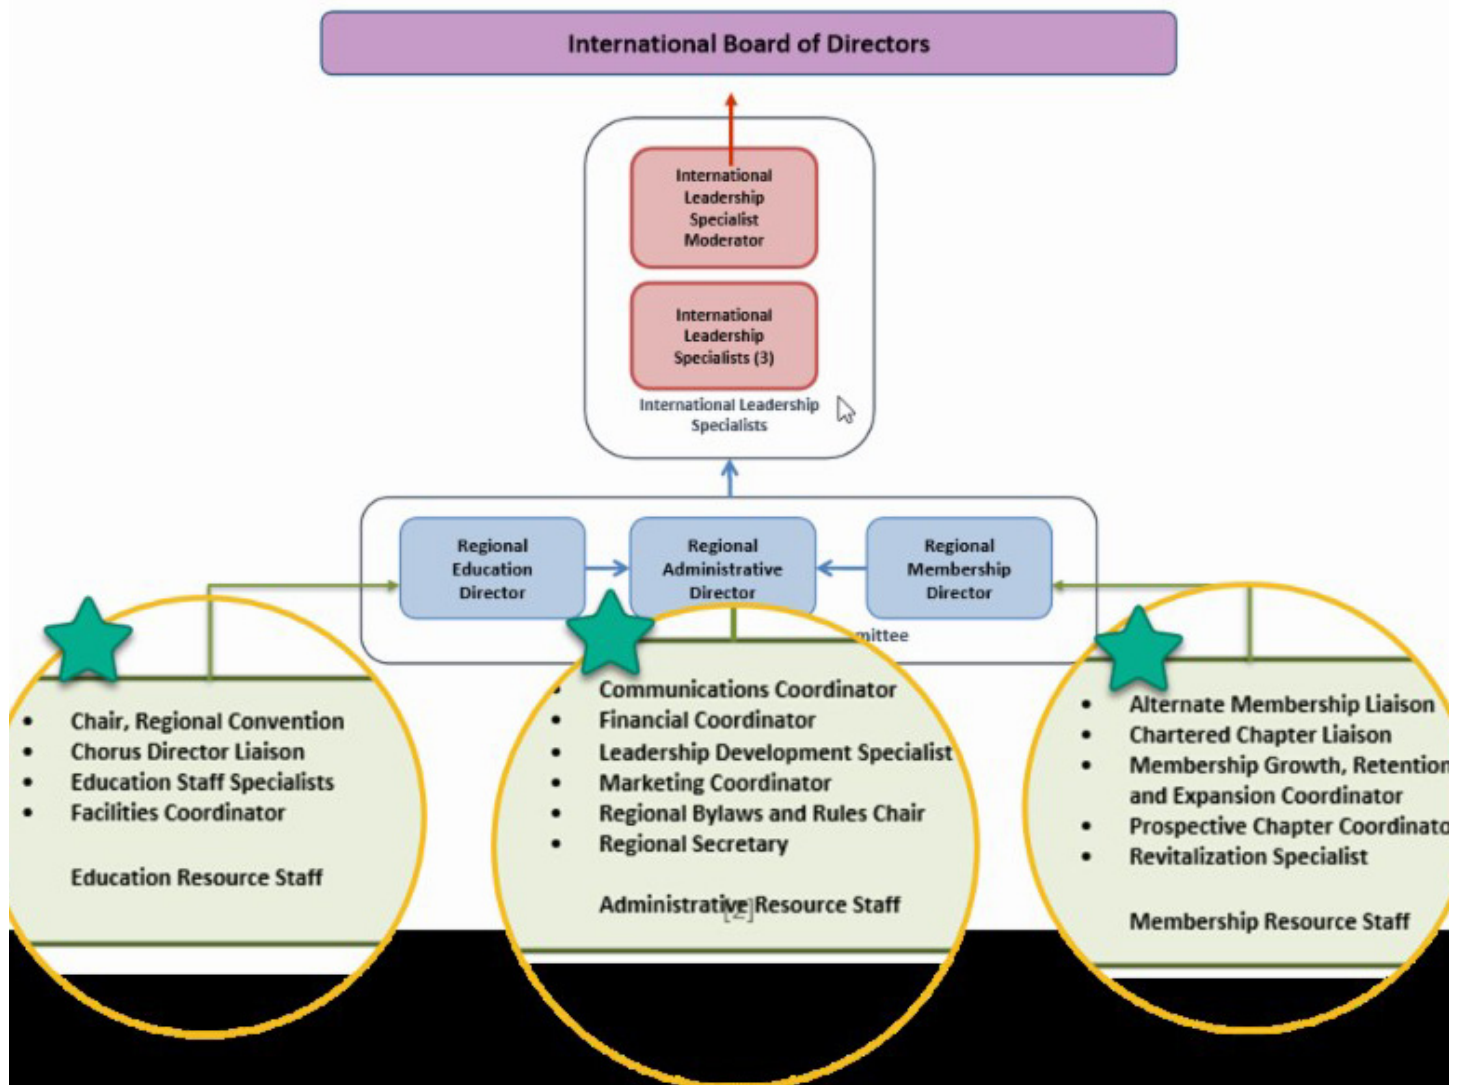 International Board of Directors
International
Leadership
Specialist
Moderator
International
Leadership
Specialists (3)
International Leadership
Specialists
Regional
Education
Director
Regional
Administrative
Director
Regional
Membership
Director
mittee
• Chair, Regional Convention
• Chorus Director Liaison
• Education Staff Specialists
• Facilities Coordinator
Education Resource Staff
• Communications Coordinator
• Financial Coordinator
• Leadership Development Specialist
• Marketing Coordinator
• Regional Bylaws and Rules Chair
• Regional Secretary
Administrative Resource Staff
[2]
• Alternate Membership Liaison
• Chartered Chapter Liaison
• Membership Growth, Retention
and Expansion Coordinator
• Prospective Chapter Coordinato
• Revitalization Specialist
Membership Resource Staff